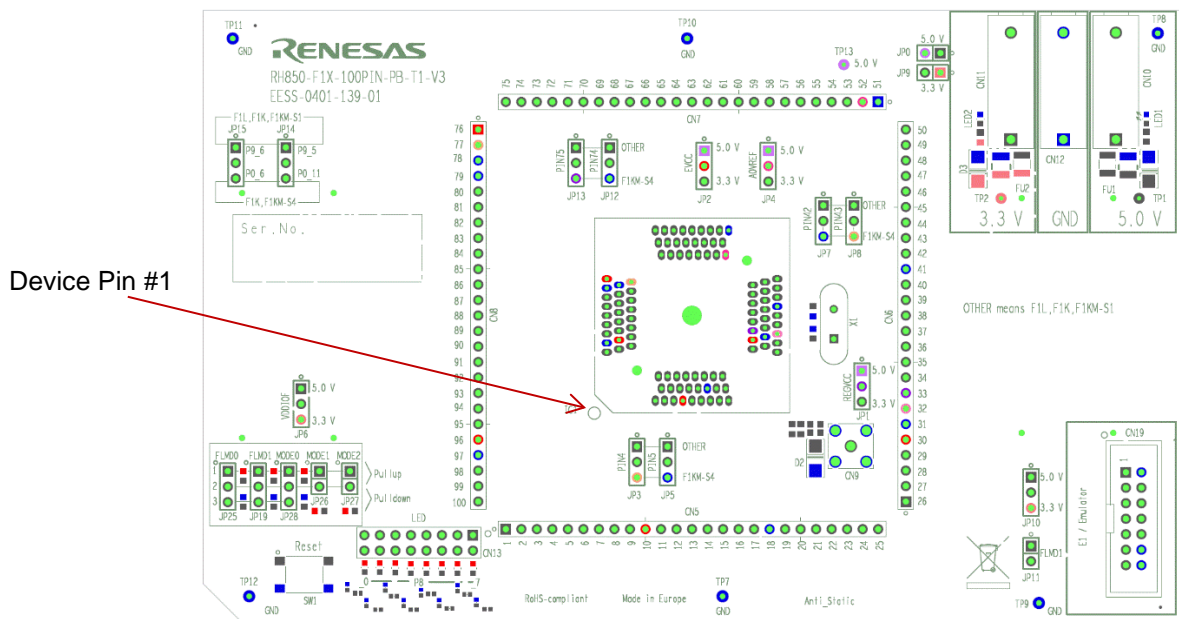 TP11
GND
RENESAS
RH850-F1X-100PIN-PB-T1-V3
EESS-0401-139-01
TP10
GND
TP13
5.0 V
5.0 V
JP0
JP9
3.3 V
CN11
LED2
D3
FU2
TP2
3.3 V
CN12
GND
TP8
GND
CN10
LED1
FU1
TP1
5.0 V
F1L,F1K,F1KM-S1
JP15 JP14
P9_6 P9_5
P0_6 P0_11
F1K,F1KM-S4
Ser.No.
75 74 73 72 71 70 69 68 67 66 65 64 63 62 61 60 59 58 57 56 55 54 53 52 51
CN7
76
77
78
79
80
81
82
83
84
85
86
87
88
89
90
91
92
93
94
95
96
97
98
99
100
CN8
PIN75 PIN74 OTHER
F1KM-S4
JP13 JP12
EVCC 5.0 V
3.3 V
JP2
A0VREF 5.0 V
3.3 V
JP4
PIN42 PIN43 OTHER
F1KM-S4
JP7 JP8
50
49
48
47
46
45
44
43
42
41
40
39
38
37
36
35
34
33
32
31
30
29
28
27
26
CN6
Device Pin #1
X1
OTHER means F1L,F1K,F1KM-S1
REGVCC 5.0 V
3.3 V
JP1
VDDIOF 5.0 V
3.3 V
JP6
FLMD0 FLMD1 MODE0 MODE1 MODE2
1
2
3
Pullup
Pulldown
JP25 JP19 JP28 JP26 JP27
PIN4 PIN5 OTHER
F1KM-S4
JP3 JP5
D2
CN9
CN5
1 2 3 4 5 6 7 8 9 10 11 12 13 14 15 16 17 18 19 20 21 22 23 24 25
LED
CN13
0 P8 7
Reset
SW1
TP12
GND
RoHS-compliant
Made in Europe
TP7
GND
Anti_Static
5.0 V
3.3 V
JP10
FLMD1
JP11
TP9
GND
CN19
1
E1 / Emulator